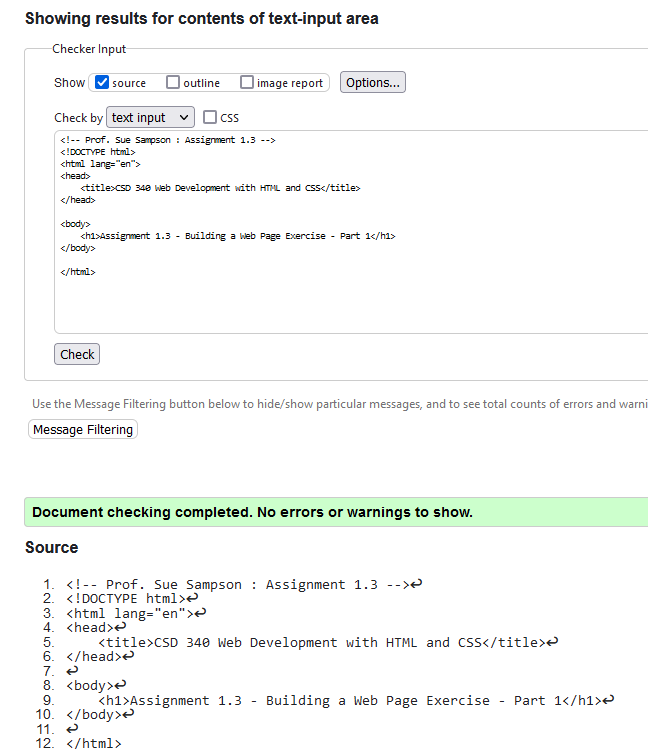 Showing results for contents of text-input area
Checker Input
Show source outline image report Options...
Check by text input CSS
<!-- Prof. Sue Sampson : Assignment 1.3 -->
<!DOCTYPE html>
<html lang="en">
<head>
    <title>CSD 340 Web Development with HTML and CSS</title>
</head>

<body>
    <h1>Assignment 1.3 - Building a Web Page Exercise - Part 1</h1>
</body>

</html>
Check
Use the Message Filtering button below to hide/show particular messages, and to see total counts of errors and warni
Message Filtering
Document checking completed. No errors or warnings to show.
Source
1. <!-- Prof. Sue Sampson : Assignment 1.3 -->↩
2. <!DOCTYPE html>↩
3. <html lang="en">↩
4. <head>↩
5.     <title>CSD 340 Web Development with HTML and CSS</title>↩
6. </head>↩
7. ↩
8. <body>↩
9.     <h1>Assignment 1.3 - Building a Web Page Exercise - Part 1</h1>↩
10. </body>↩
11. ↩
12. </html>